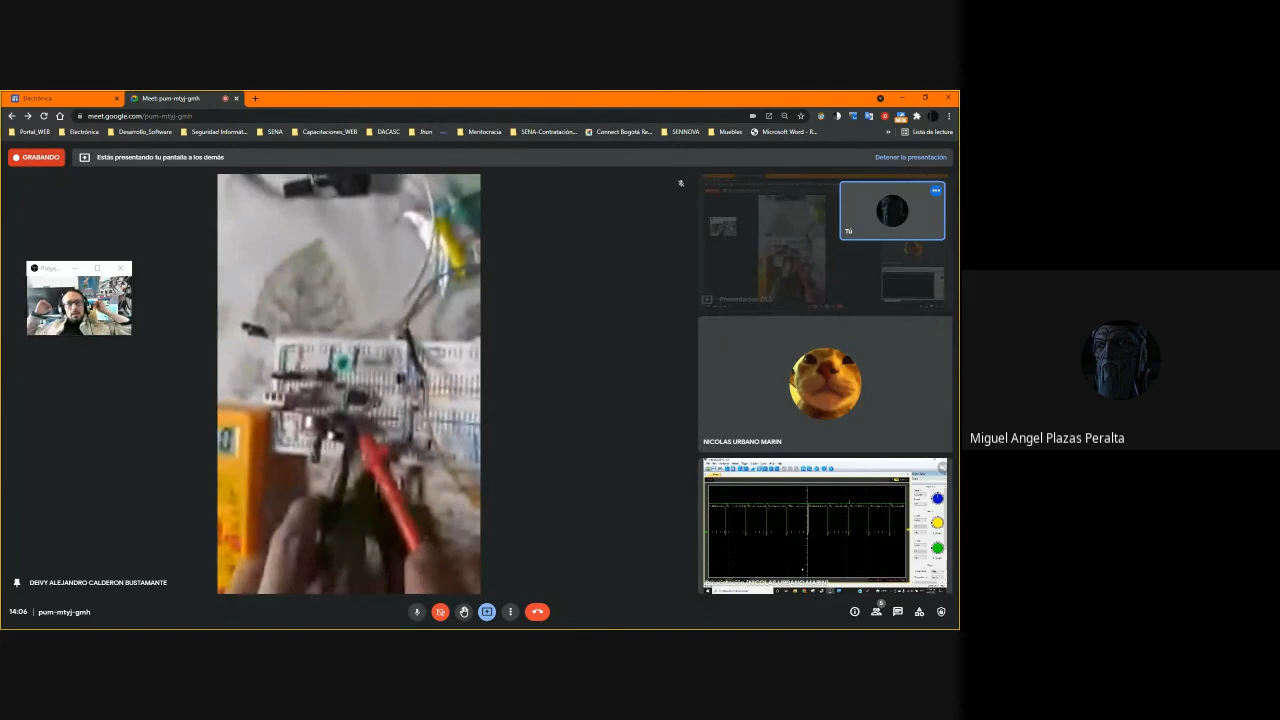 Electrónica
Meet: pum-mtyj-gmh
meet.google.com/pum-mtyj-gmh
Portal_WEB
Electrónica
Desarrollo_Software
Seguridad Informát...
SENA
Capacitaciones_WEB
DACASC
Jhon
Meritocracia
SENA-Contratación...
Connect Bogotá Re...
SENNOVA
Muebles
Microsoft Word - R...
Lista de lectura
GRABANDO
Estás presentando tu pantalla a los demás
Detener la presentación
Tú
Proye...
NICOLAS URBANO MARIN
Miguel Angel Plazas Peralta
DEIVY ALEJANDRO CALDERON BUSTAMANTE
14:06
pum-mtyj-gmh